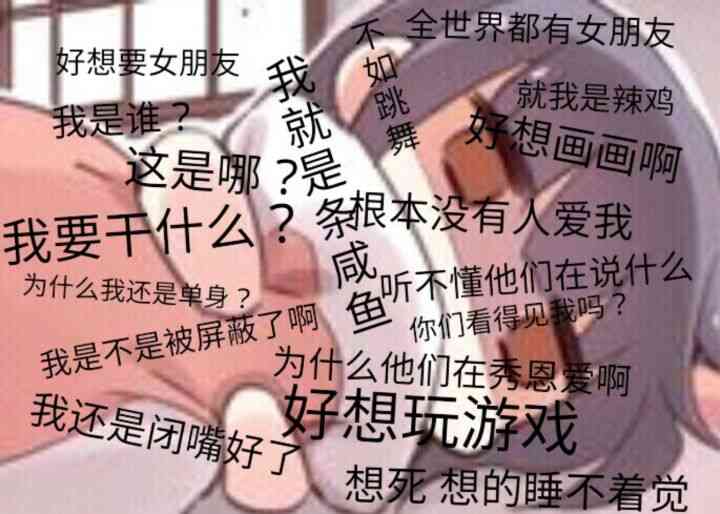 全世界都有女朋友
不如跳舞
好想要女朋友
我就是条咸鱼
就我是辣鸡
我是谁？
好想画画啊
这是哪？
根本没有人爱我
我要干什么？
听不懂他们在说什么
为什么我还是单身？
你们看得见我吗？
我是不是被屏蔽了啊
为什么他们在秀恩爱啊
好想玩游戏
我还是闭嘴好了
想死 想的睡不着觉